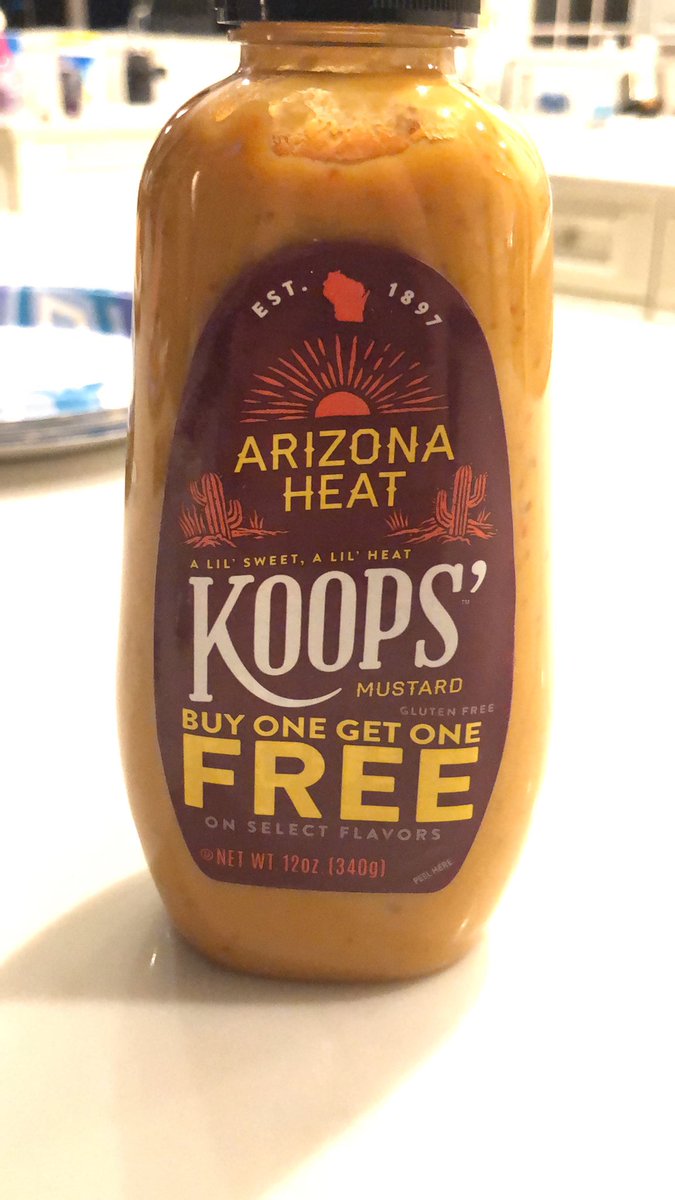 EST. 1897
ARIZONA
HEAT
A LIL' SWEET, A LIL' HEAT
KOOPS'™
MUSTARD
GLUTEN FREE
BUY ONE GET ONE
FREE
ON SELECT FLAVORS
NET WT 12oz (340g)
PEEL HERE